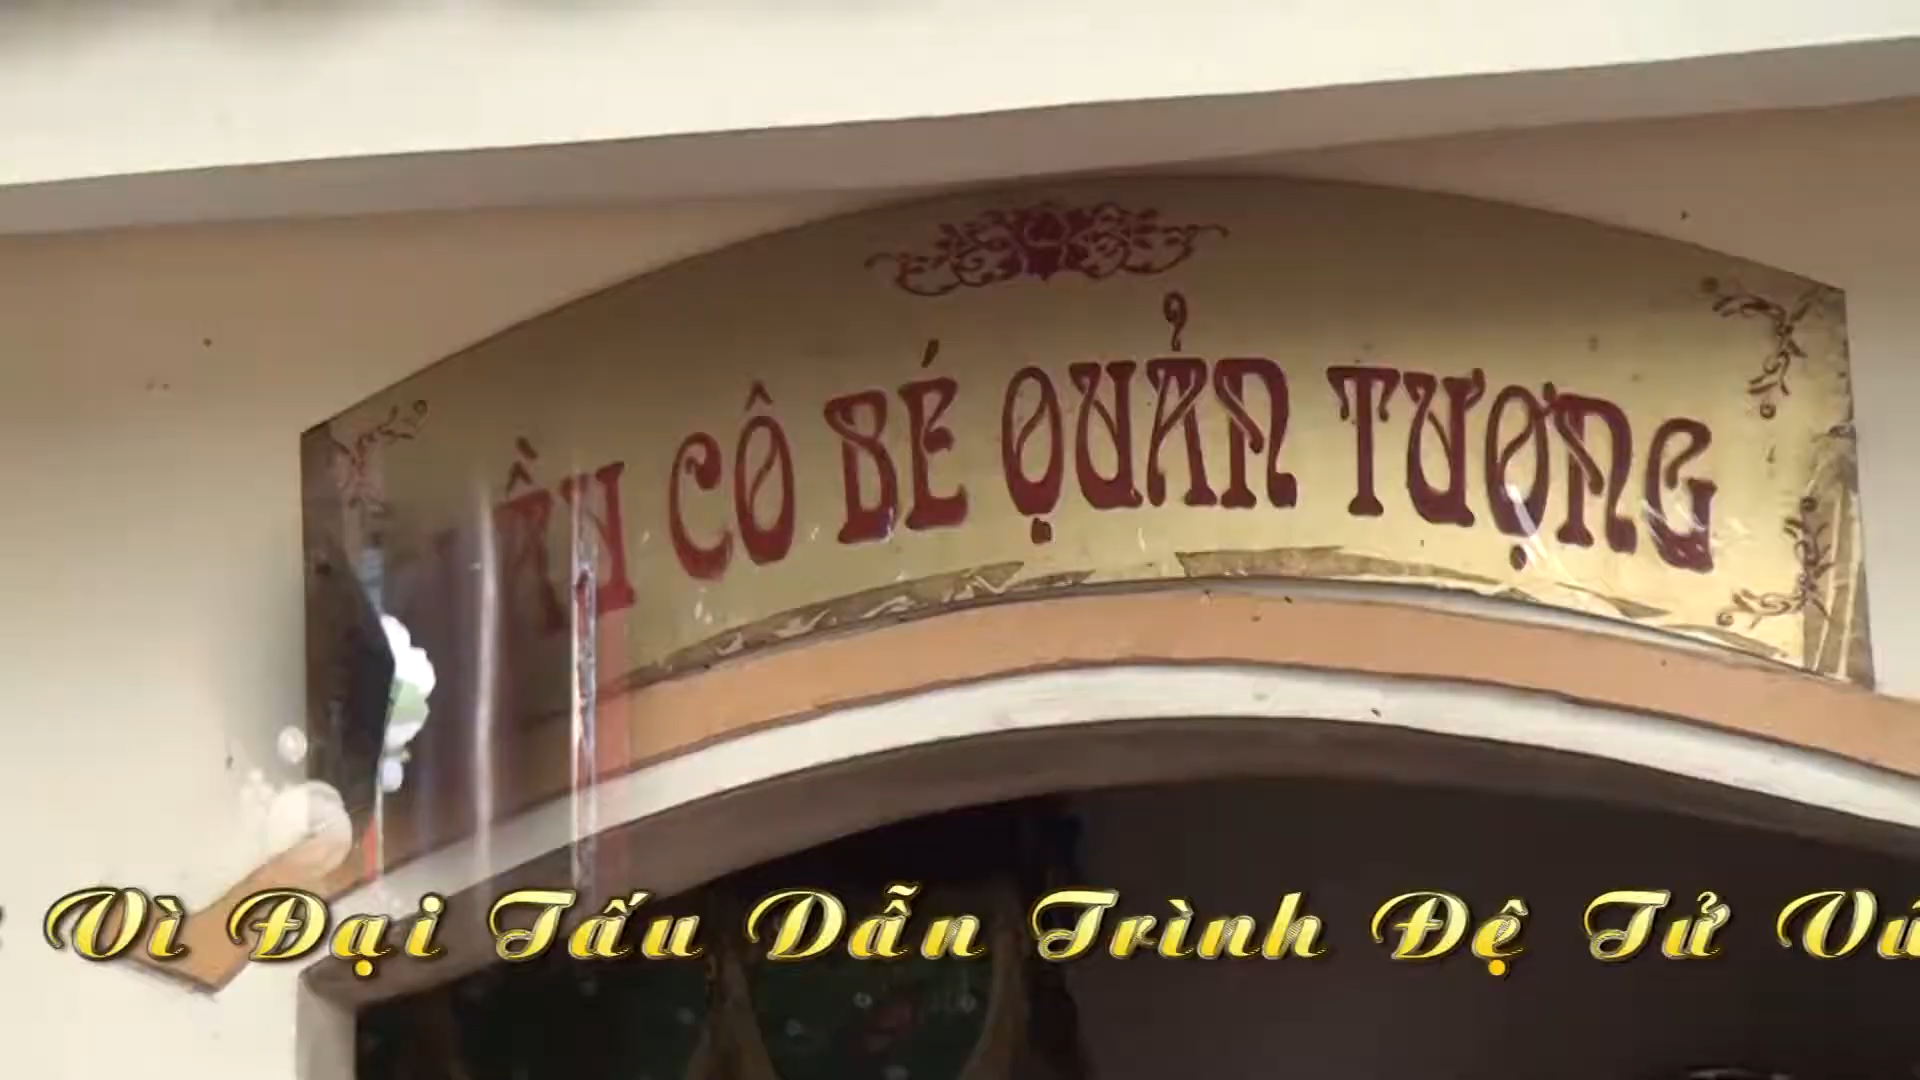 CÔ BÉ QUẢN TƯỢNG
Vì Đại Tấu Dẫn Trình Đệ Tử